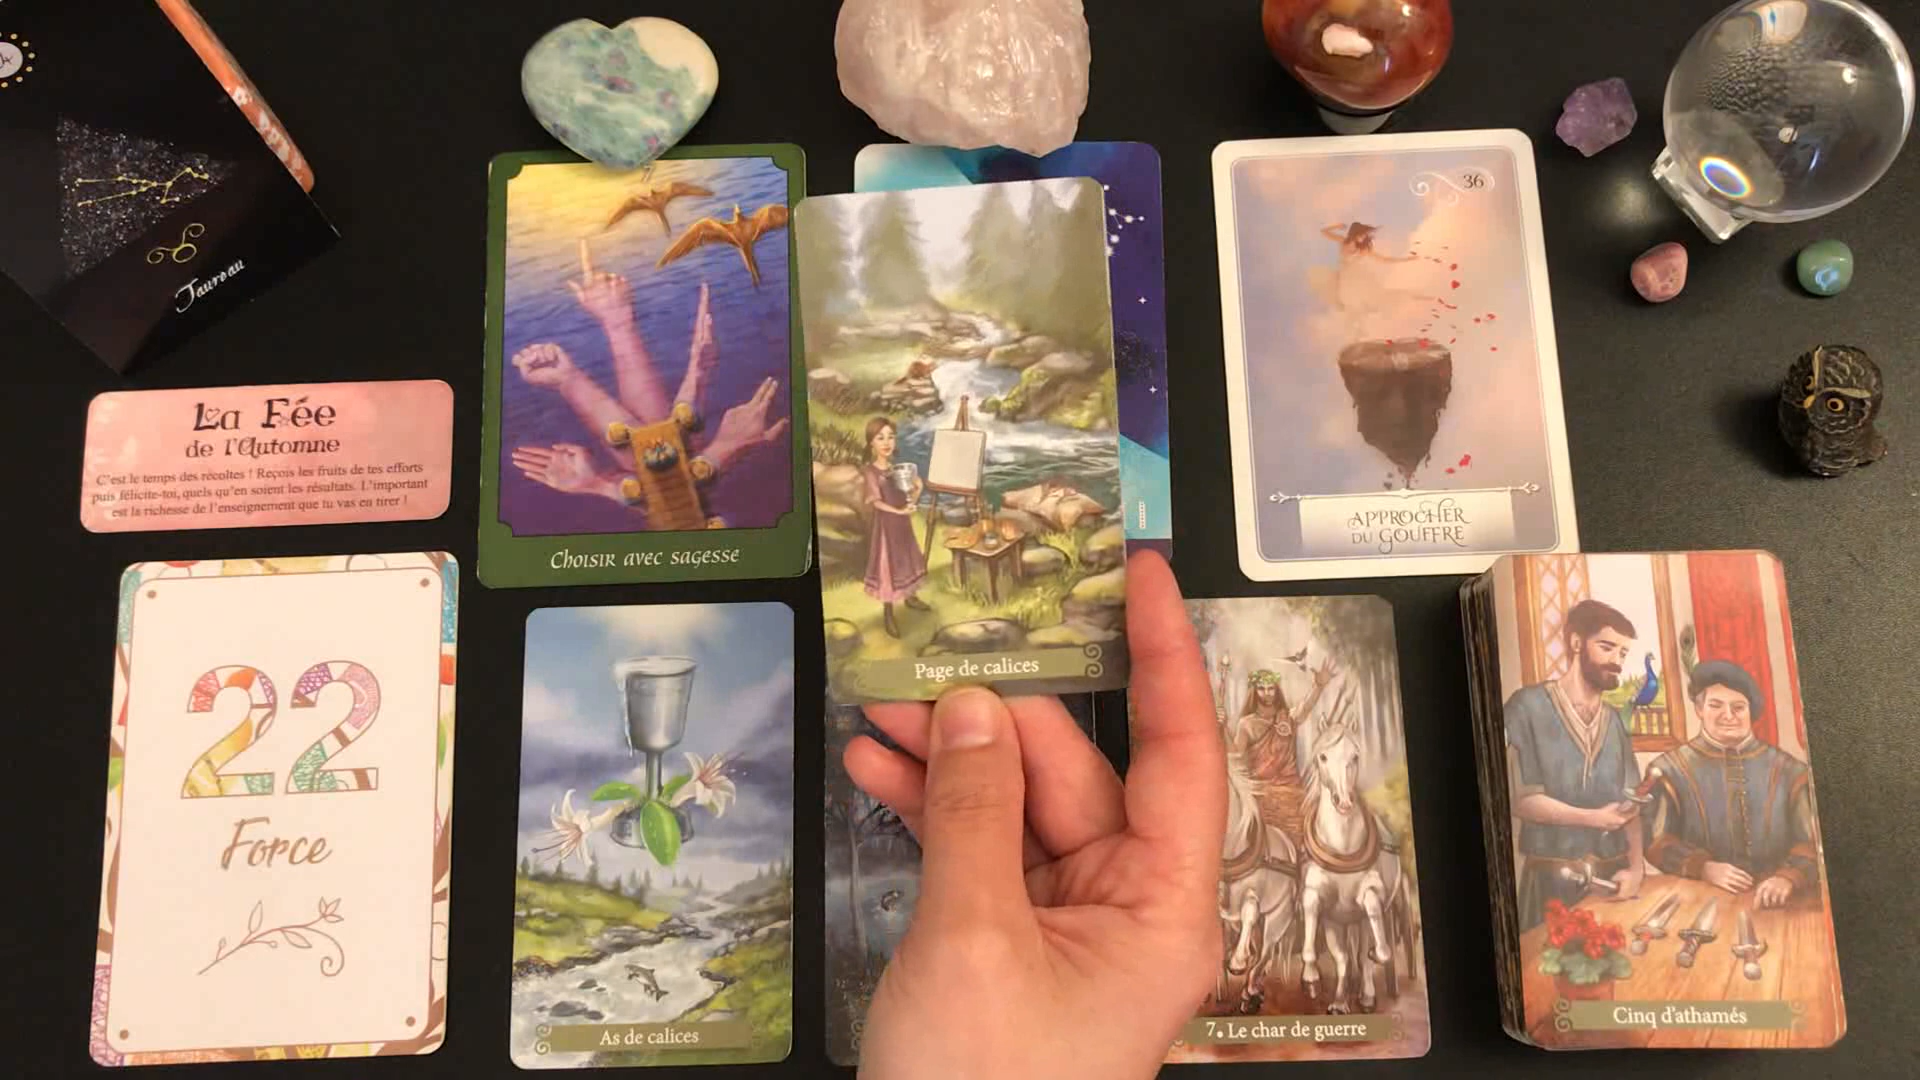 Taureau
La Fée
de l'Automne
C'est le temps des récoltes ! Reçois les fruits de tes efforts
puis félicite-toi, quels qu'en soient les résultats. L'important
est la richesse de l'enseignement que tu vas en tirer !
22
Force
7
Choisir avec sagesse
As de calices
Page de calices
36
APPROCHER
DU GOUFFRE
7. Le char de guerre
Cinq d'athamés